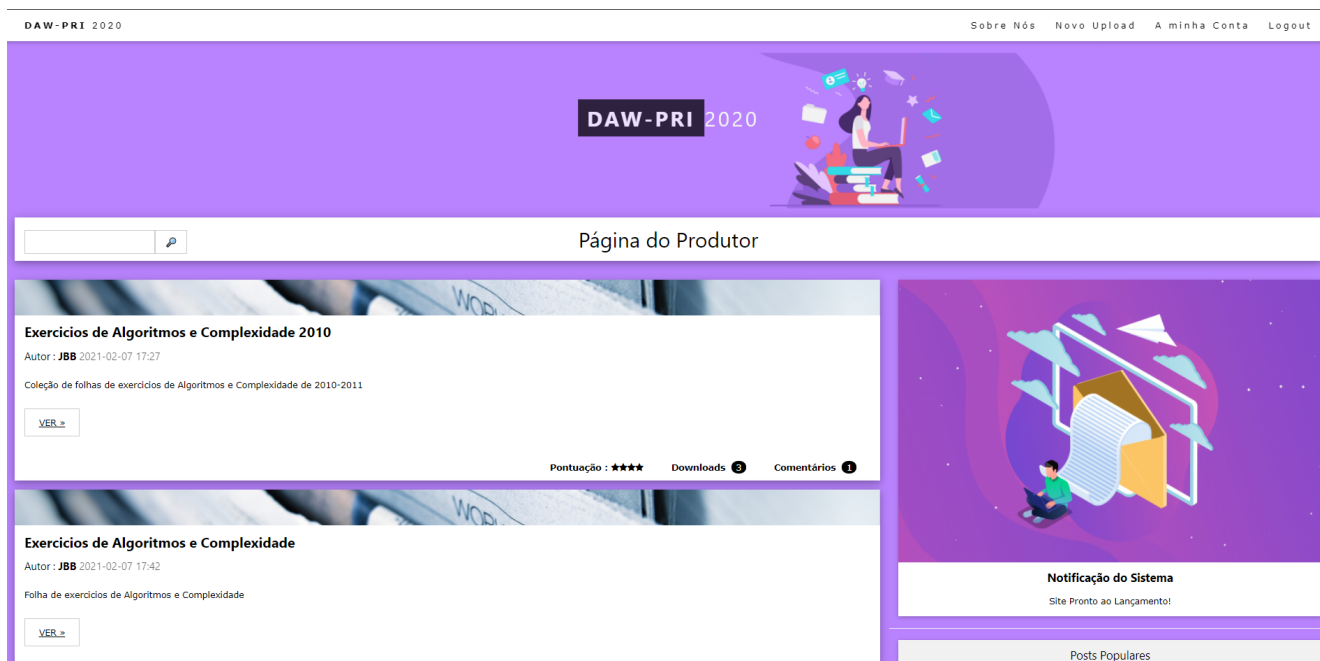 DAW-PRI 2020
Sobre Nós Novo Upload A minha Conta Logout
DAW-PRI 2020
Página do Produtor
WOR
Exercicios de Algoritmos e Complexidade 2010
Autor : JBB 2021-02-07 17:27
Coleção de folhas de exercicios de Algoritmos e Complexidade de 2010-2011
VER »
Pontuação : ★★★★ Downloads 3 Comentários 1
WOR
Exercicios de Algoritmos e Complexidade
Autor : JBB 2021-02-07 17:42
Folha de exercicios de Algoritmos e Complexidade
VER »
Notificação do Sistema
Site Pronto ao Lançamento!
Posts Populares